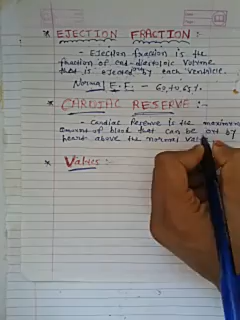 * EJECTION FRACTION :-
- Ejection fraction is the
fraction of end-diastolic volume
that is ejected by each ventricle.
Normal E.F. - 60 to 65%
* CARDIAC RESERVE :-
- Cardiac Reserve is the maximum
amount of blood that can be by
heart above the normal
* Values :-